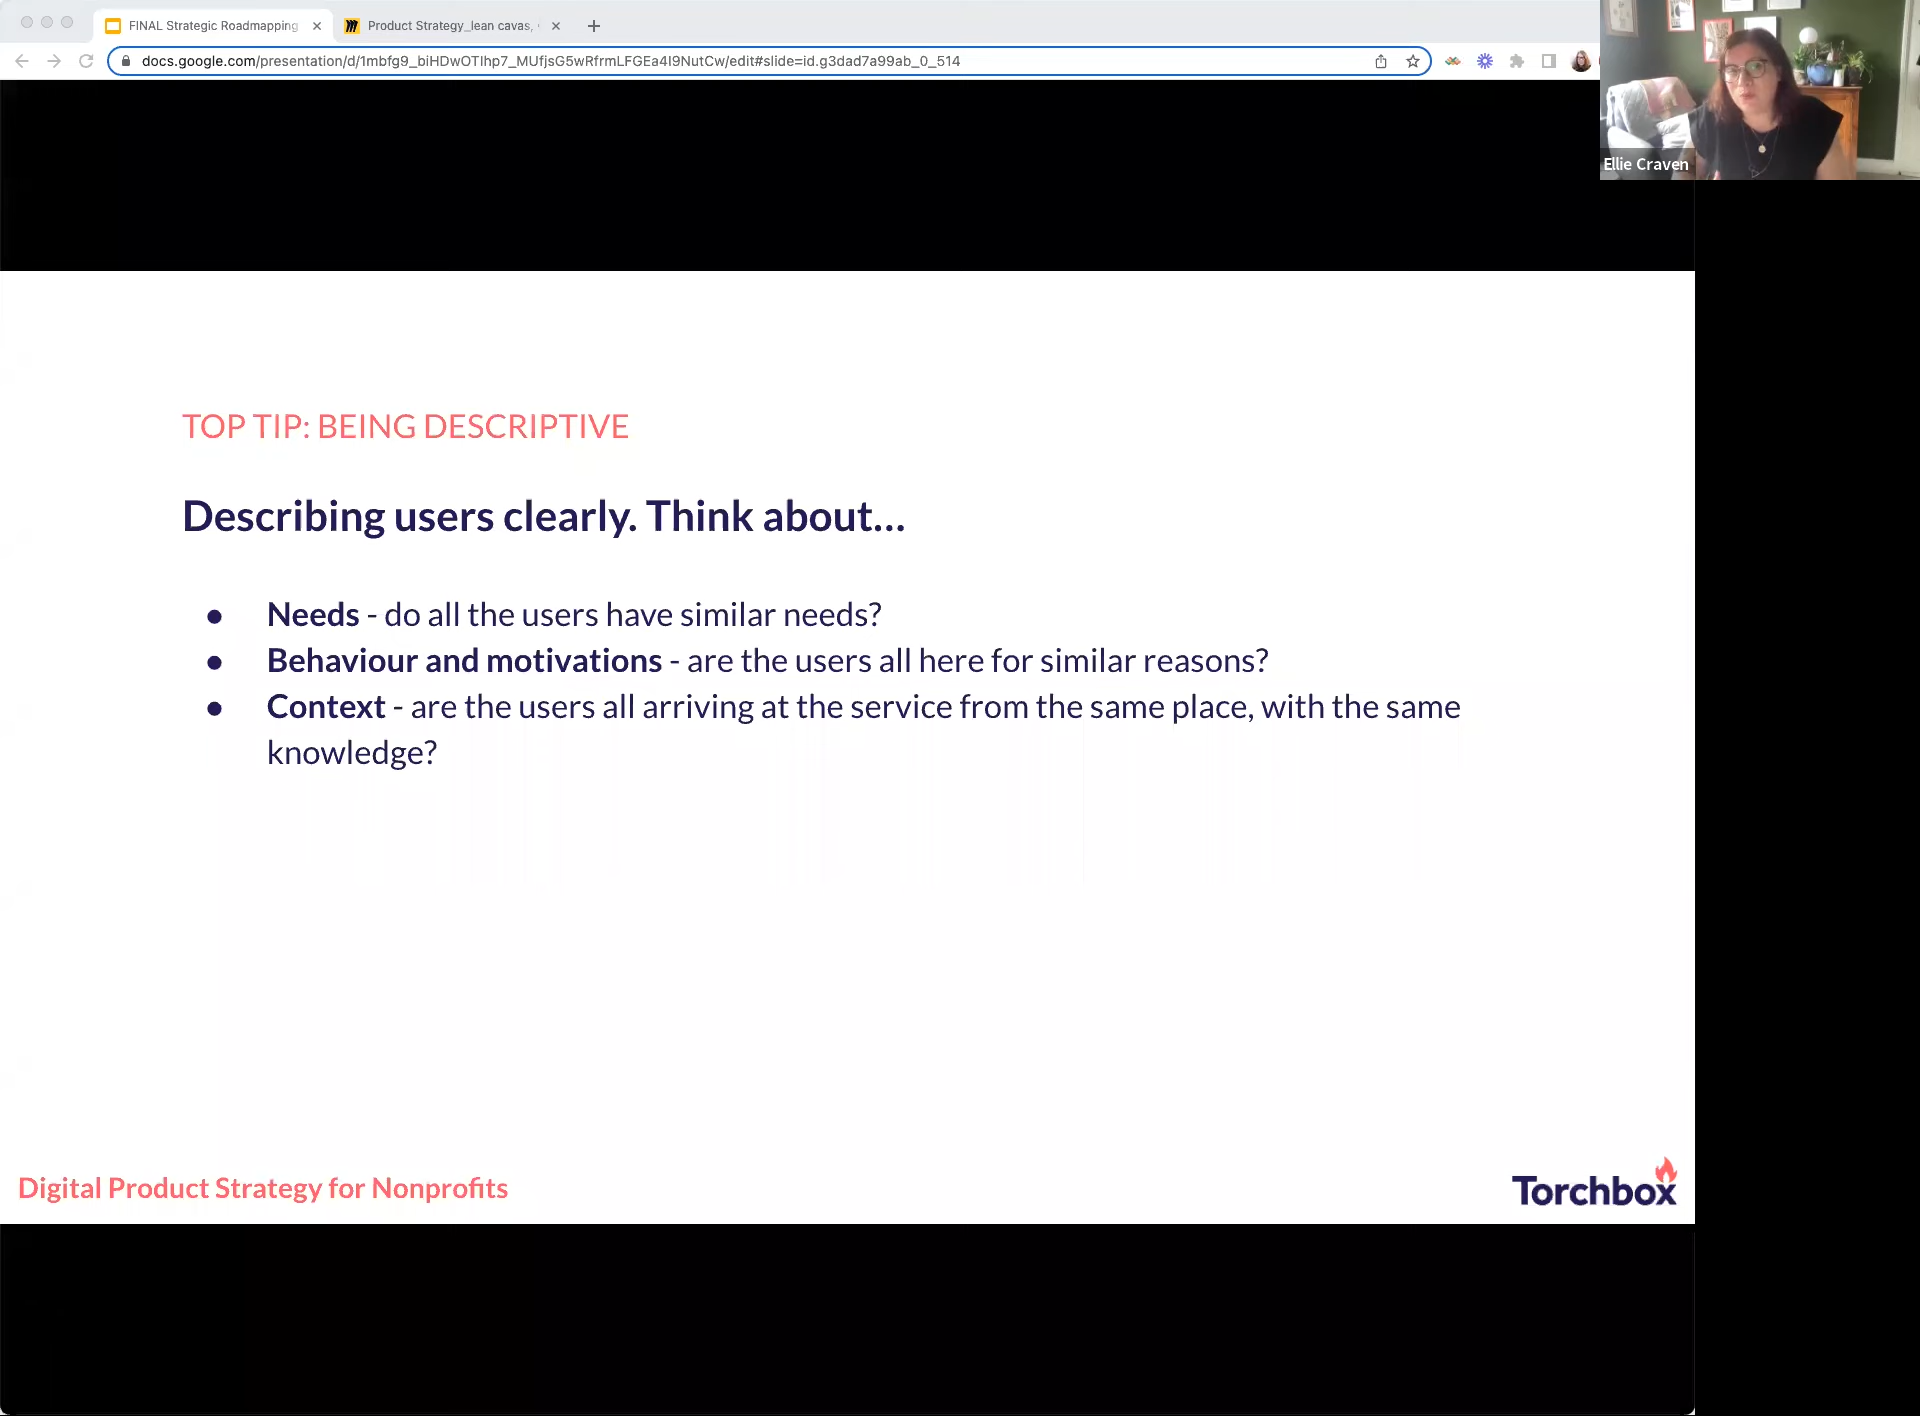 FINAL Strategic Roadmapping
Product Strategy_lean cavas,
docs.google.com/presentation/d/1mbfg9_biHDwOTIhp7_MUfjsG5wRfrmLFGEa4I9NutCw/edit#slide=id.g3dad7a99ab_0_514
Ellie Craven
TOP TIP: BEING DESCRIPTIVE
Describing users clearly. Think about...
● Needs - do all the users have similar needs?
● Behaviour and motivations - are the users all here for similar reasons?
● Context - are the users all arriving at the service from the same place, with the same
knowledge?
Digital Product Strategy for Nonprofits
Torchbox